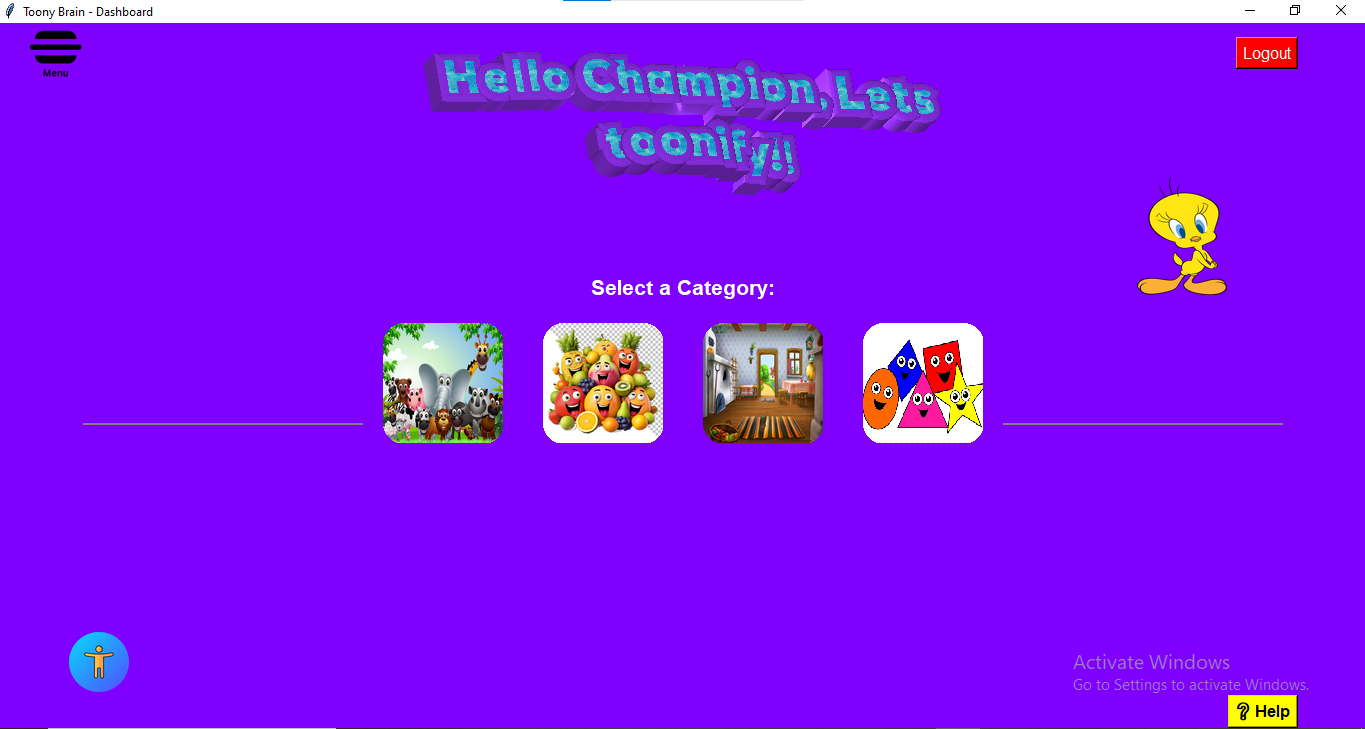 Toony Brain - Dashboard
Menu
Logout
Hello Champion, Lets
toonify!!
Select a Category:
Activate Windows
Go to Settings to activate Windows.
? Help